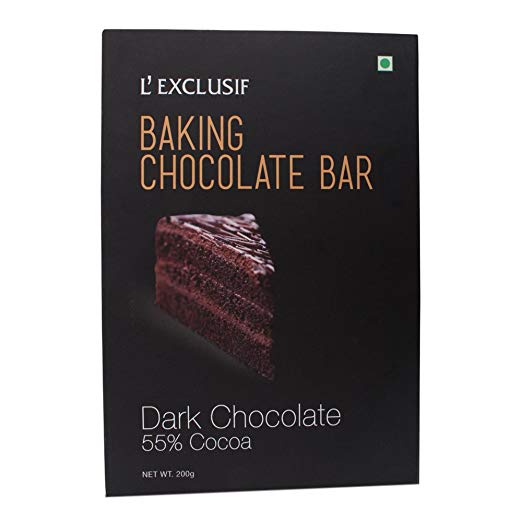 L'EXCLUSIF
BAKING
CHOCOLATE BAR
Dark Chocolate
55% Cocoa
NET WT. 200g